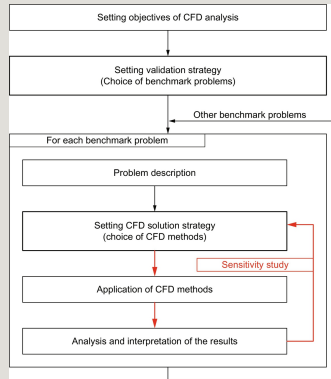 Setting objectives of CFD analysis
Setting validation strategy
(Choice of benchmark problems)
Other benchmark problems
For each benchmark problem
Problem description
Setting CFD solution strategy
(choice of CFD methods)
Sensitivity study
Application of CFD methods
Analysis and interpretation of the results